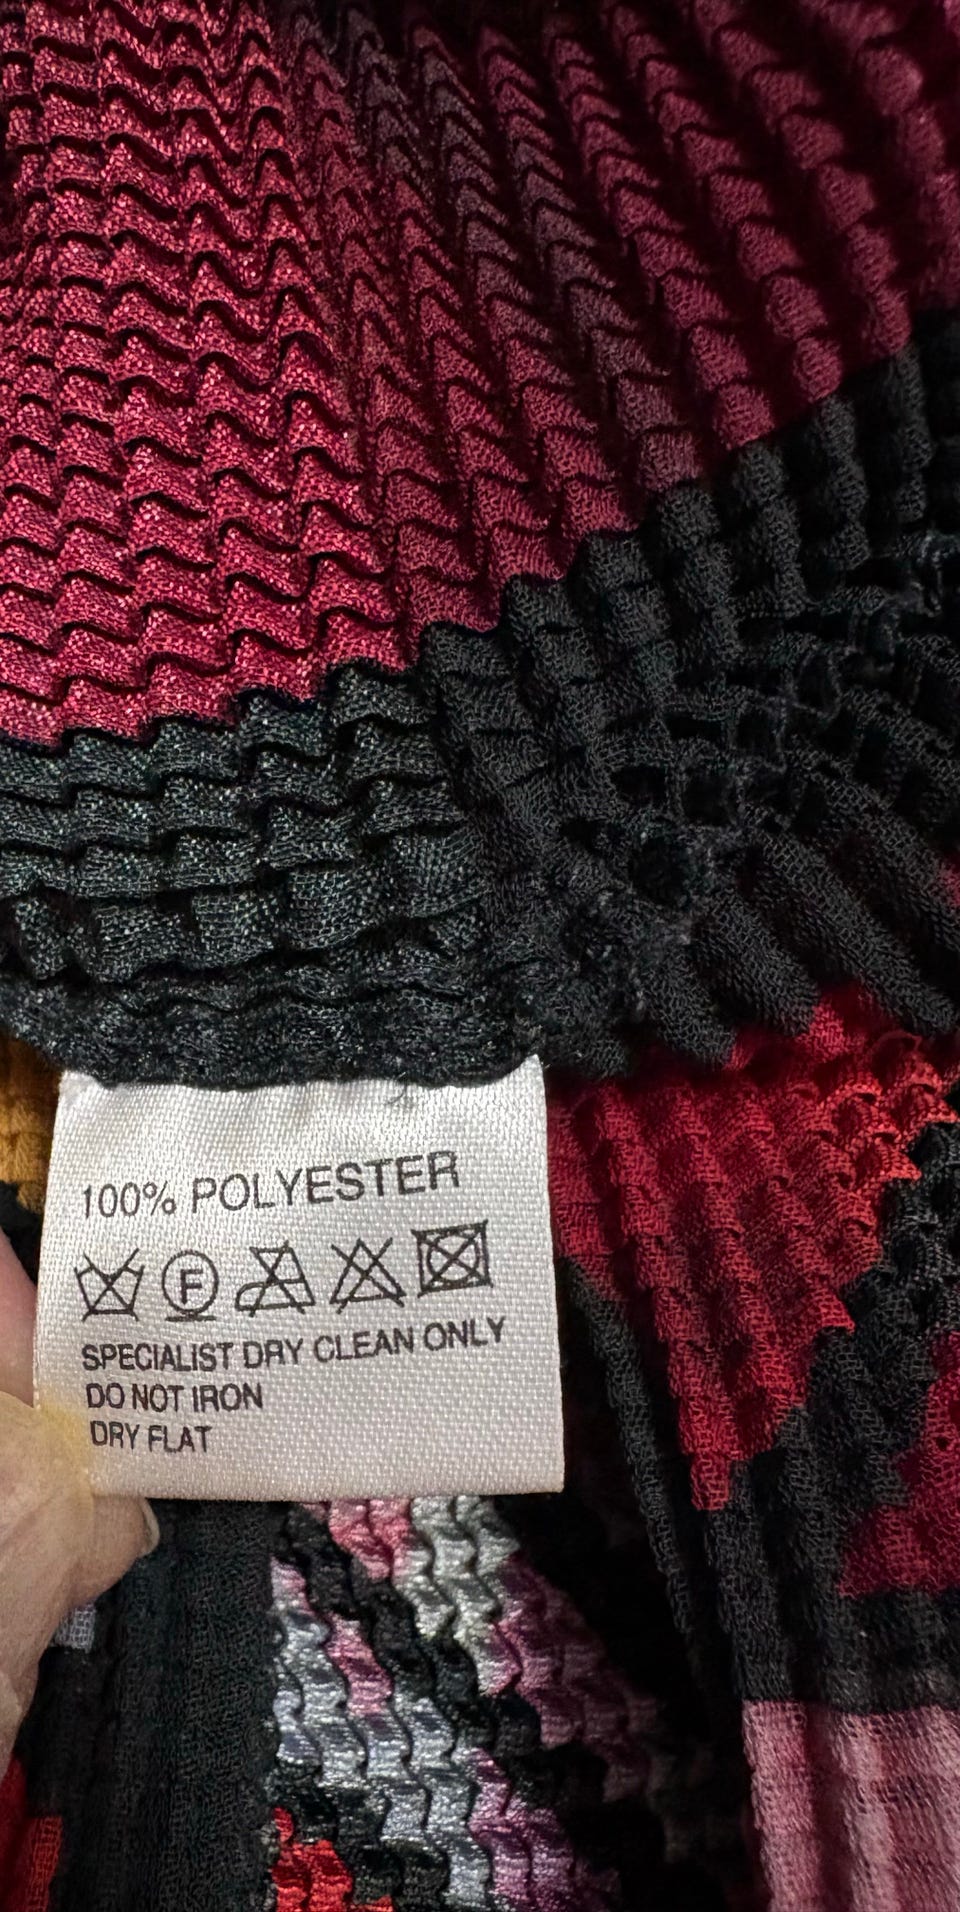 100% POLYESTER
F
SPECIALIST DRY CLEAN ONLY
DO NOT IRON
DRY FLAT